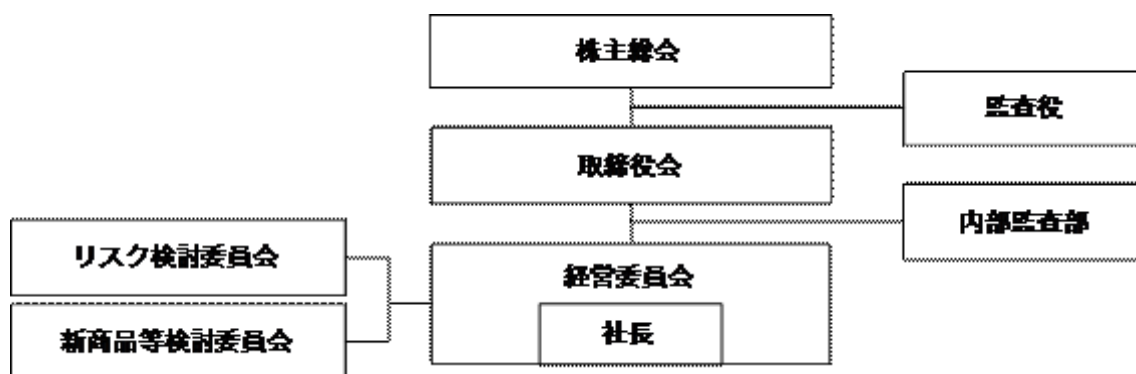 株主総会
監査役
取締役会
内部監査部
リスク検討委員会
経営委員会
新商品等検討委員会
社長